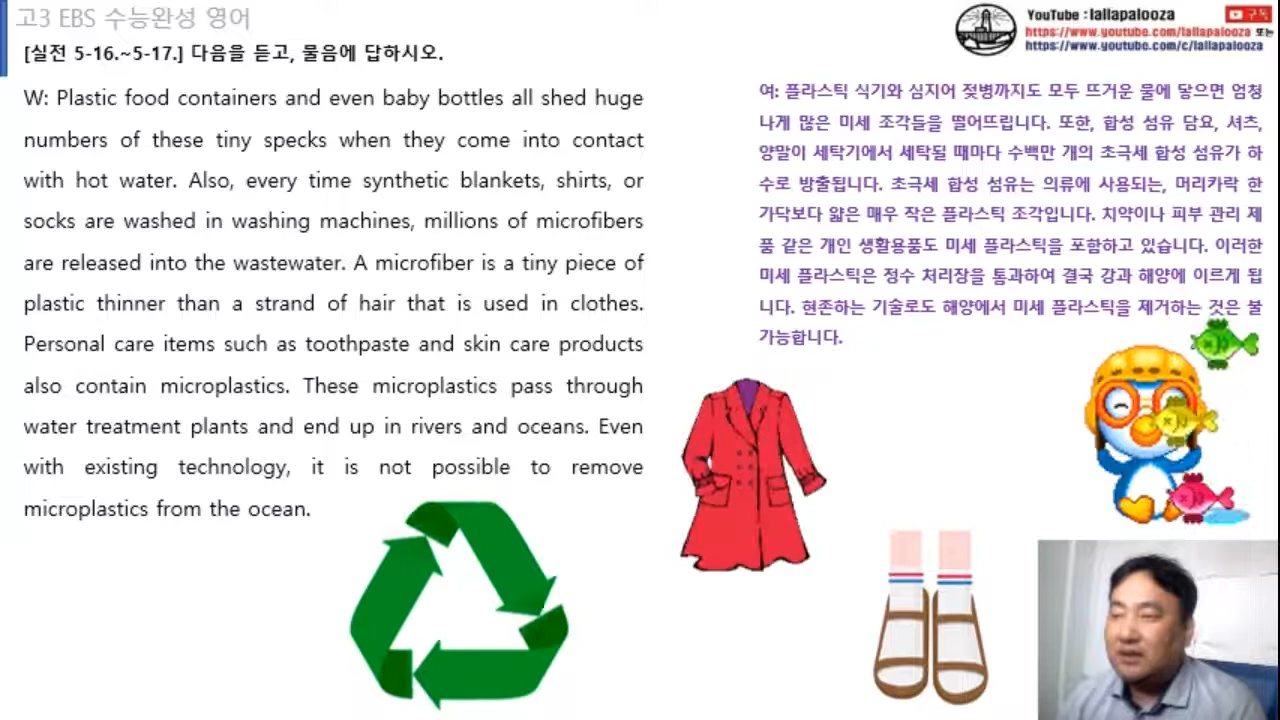 고3 EBS 수능완성 영어
YouTube : lallapalooza
구독
https://www.youtube.com/lallapalooza 또는
https://www.youtube.com/c/lallapalooza
[실전 5-16.~5-17.] 다음을 듣고, 물음에 답하시오.
W: Plastic food containers and even baby bottles all shed huge
numbers of these tiny specks when they come into contact
with hot water. Also, every time synthetic blankets, shirts, or
socks are washed in washing machines, millions of microfibers
are released into the wastewater. A microfiber is a tiny piece of
plastic thinner than a strand of hair that is used in clothes.
Personal care items such as toothpaste and skin care products
also contain microplastics. These microplastics pass through
water treatment plants and end up in rivers and oceans. Even
with existing technology, it is not possible to remove
microplastics from the ocean.
여: 플라스틱 식기와 심지어 젖병까지도 모두 뜨거운 물에 닿으면 엄청
나게 많은 미세 조각들을 떨어뜨립니다. 또한, 합성 섬유 담요, 셔츠,
양말이 세탁기에서 세탁될 때마다 수백만 개의 초극세 합성 섬유가 하
수로 방출됩니다. 초극세 합성 섬유는 의류에 사용되는, 머리카락 한
가닥보다 얇은 매우 작은 플라스틱 조각입니다. 치약이나 피부 관리 제
품 같은 개인 생활용품도 미세 플라스틱을 포함하고 있습니다. 이러한
미세 플라스틱은 정수 처리장을 통과하여 결국 강과 해양에 이르게 됩
니다. 현존하는 기술로도 해양에서 미세 플라스틱을 제거하는 것은 불
가능합니다.